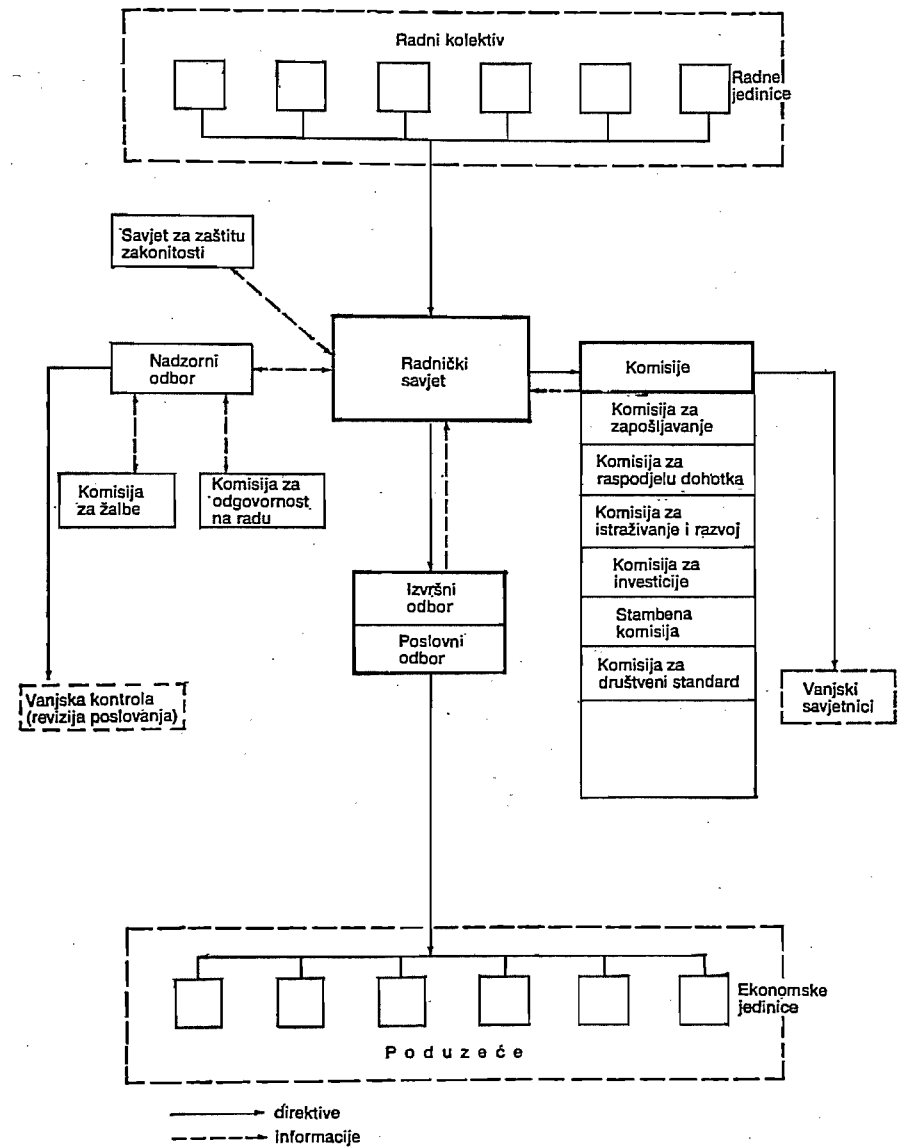 Radni kolektiv
Radne
jedinice
Savjet za zaštitu
zakonitosti
Nadzorni
odbor
Radnički
savjet
Komisije
Komisija za
zapošljavanje
Komisija za
raspodjelu dohotka
Komisija za
istraživanje i razvoj
Komisija za
investicije
Stambena
komisija
Komisija za
društveni standard
Komisija
za žalbe
Komisija za
odgovornost
na radu
Izvršni
odbor
Poslovni
odbor
Vanjska kontrola
(revizija poslovanja)
Vanjski
savjetnici
Ekonomske
jedinice
Poduzeće
direktive
informacije